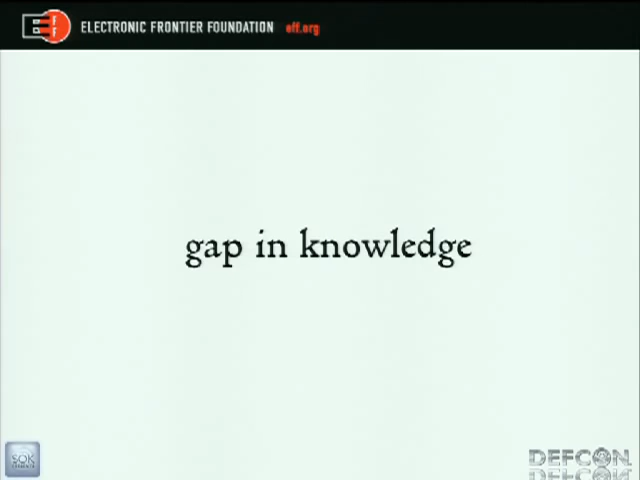 ELECTRONIC FRONTIER FOUNDATION eff.org
gap in knowledge
SOK
DEFCON